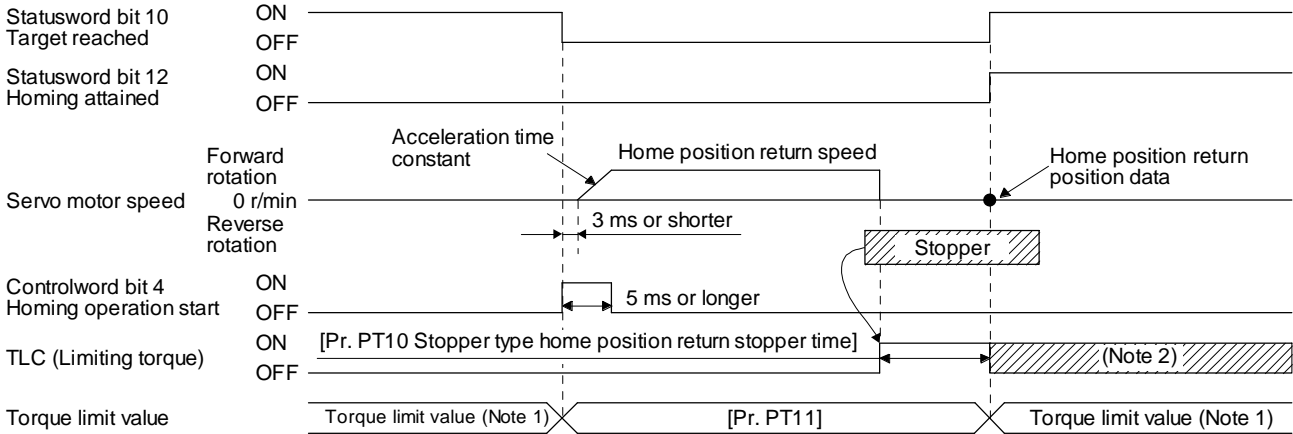 Statusword bit 10
Target reached
ON
OFF
Statusword bit 12
Homing attained
ON
OFF
Servo motor speed
Forward
rotation
0 r/min
Reverse
rotation
Acceleration time
constant
Home position return speed
Home position return
position data
3 ms or shorter
Stopper
Controlword bit 4
Homing operation start
ON
OFF
5 ms or longer
TLC (Limiting torque)
ON
OFF
[Pr. PT10 Stopper type home position return stopper time]
(Note 2)
Torque limit value
Torque limit value (Note 1)
[Pr. PT11]
Torque limit value (Note 1)